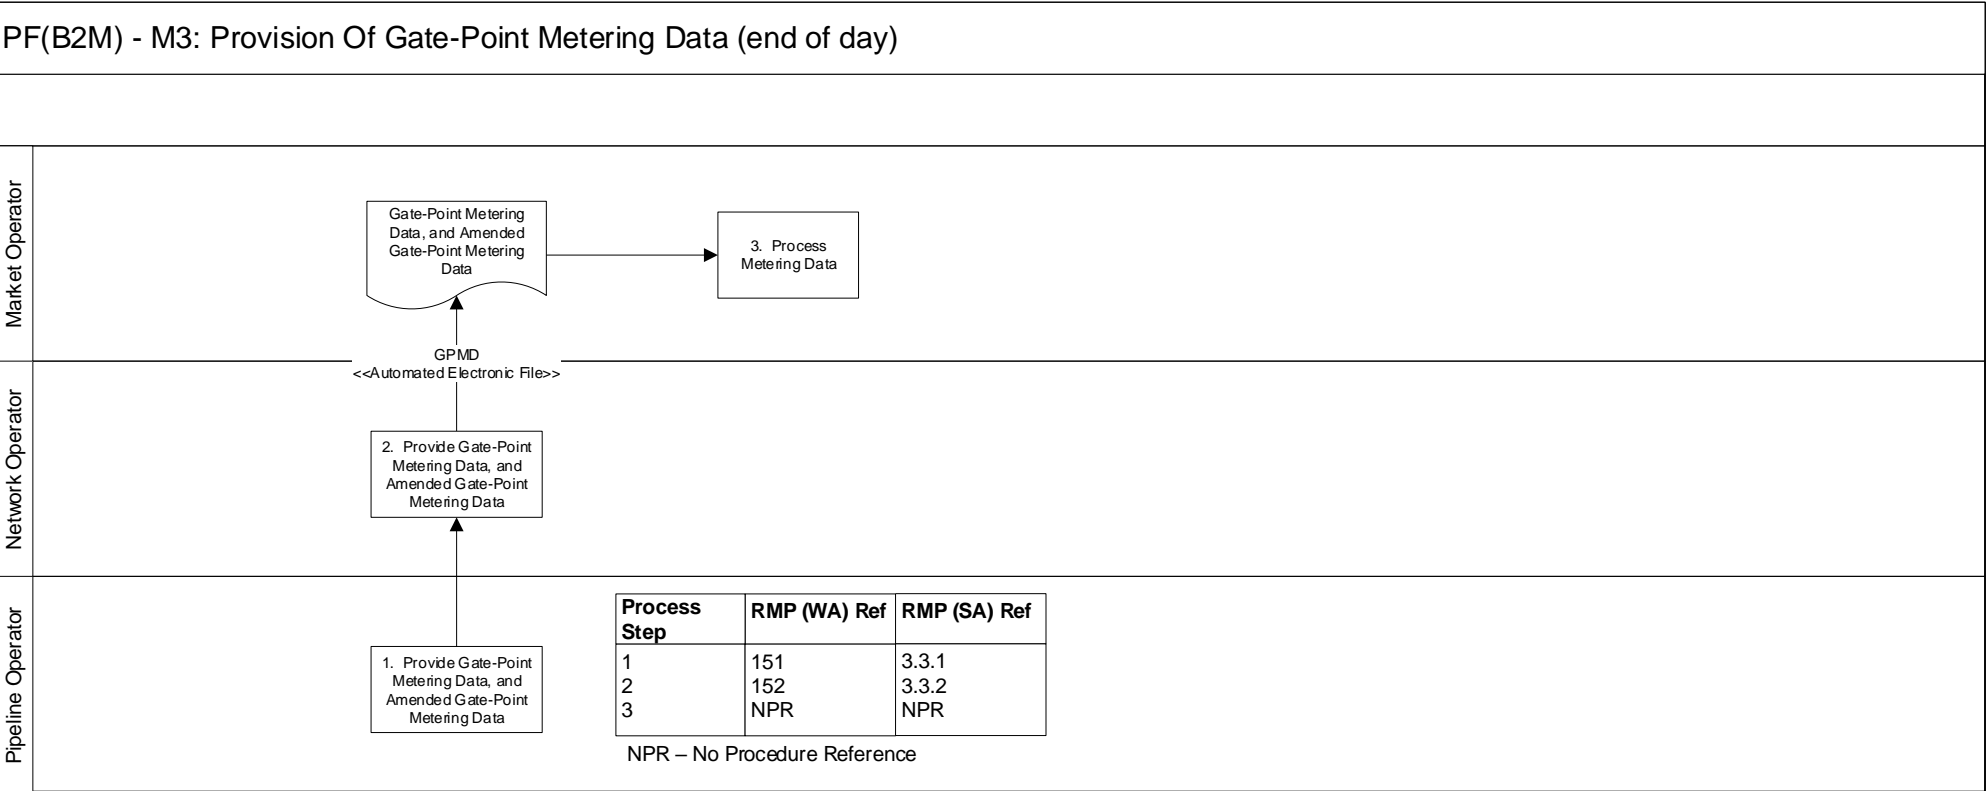 PF(B2M) - M3: Provision Of Gate-Point Metering Data (end of day)
Market Operator
Gate-Point Metering
Data, and Amended
Gate-Point Metering
Data
3. Process
Metering Data
GPMD
<<Automated Electronic File>>
Network Operator
2. Provide Gate-Point
Metering Data, and
Amended Gate-Point
Metering Data
Pipeline Operator
1. Provide Gate-Point
Metering Data, and
Amended Gate-Point
Metering Data
Process Step RMP (WA) Ref RMP (SA) Ref
1 151 3.3.1
2 152 3.3.2
3 NPR NPR
NPR – No Procedure Reference